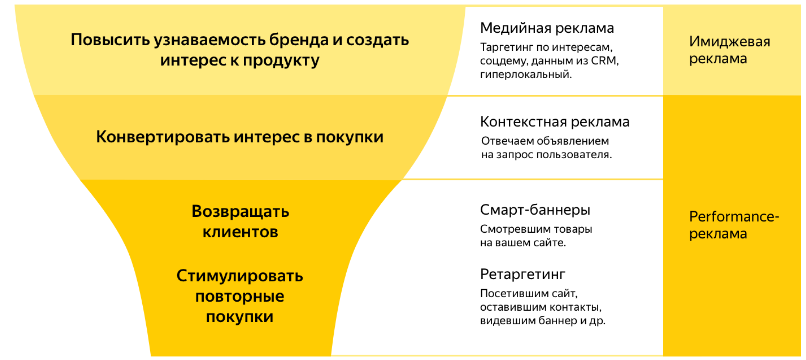 Повысить узнаваемость бренда и создать
интерес к продукту
Медийная реклама
Таргетинг по интересам,
соцдему, данным из CRM,
гиперлокальный.
Имиджевая
реклама
Конвертировать интерес в покупки
Контекстная реклама
Отвечаем объявлением
на запрос пользователя.
Возвращать
клиентов
Смарт-баннеры
Смотревшим товары
на вашем сайте.
Performance-
реклама
Стимулировать
повторные
покупки
Ретаргетинг
Посетившим сайт,
оставившим контакты,
видевшим баннер и др.